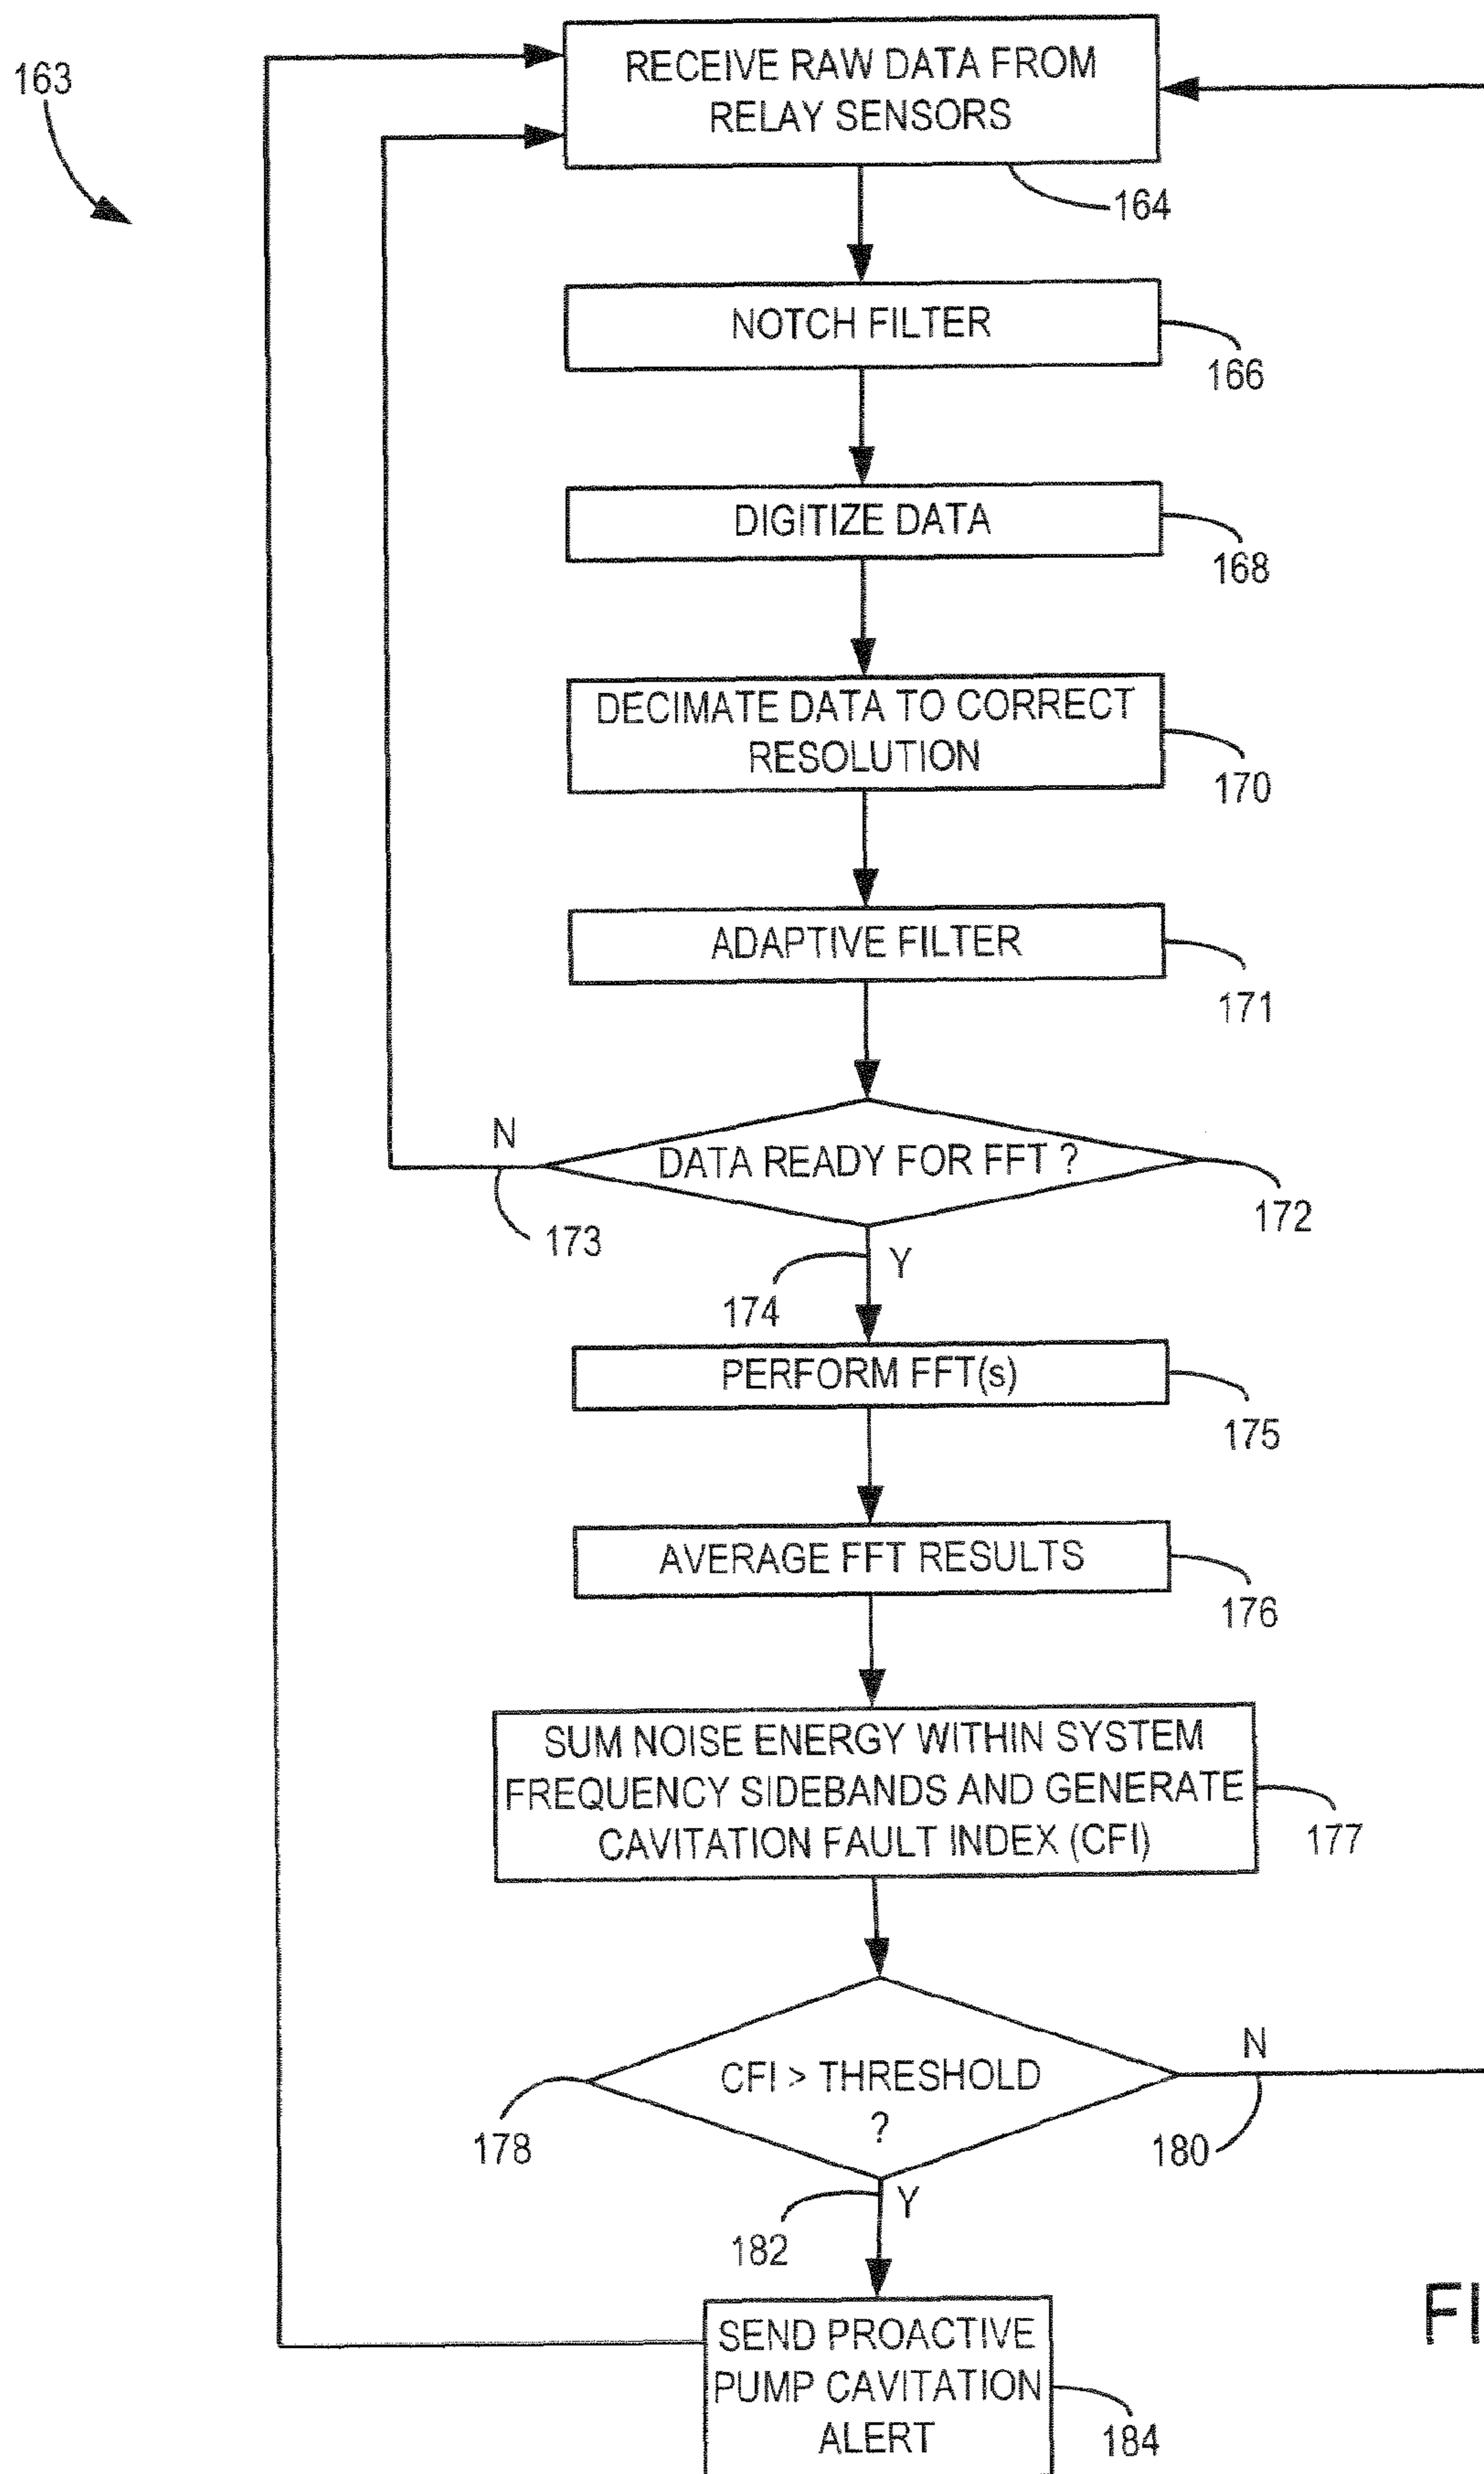 163
RECEIVE RAW DATA FROM
RELAY SENSORS
164
NOTCH FILTER
166
DIGITIZE DATA
168
DECIMATE DATA TO CORRECT
RESOLUTION
170
ADAPTIVE FILTER
171
N
DATA READY FOR FFT ?
172
173
Y
174
PERFORM FFT(s)
175
AVERAGE FFT RESULTS
176
SUM NOISE ENERGY WITHIN SYSTEM
FREQUENCY SIDEBANDS AND GENERATE
CAVITATION FAULT INDEX (CFI)
177
N
CFI > THRESHOLD
?
178
180
Y
182
FI
SEND PROACTIVE
PUMP CAVITATION
ALERT
184